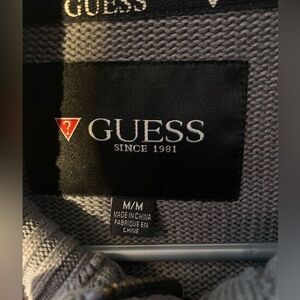 GUESS
? GUESS
SINCE 1981
M/M
MADE IN CHINA
FABRIQUE EN
CHINE